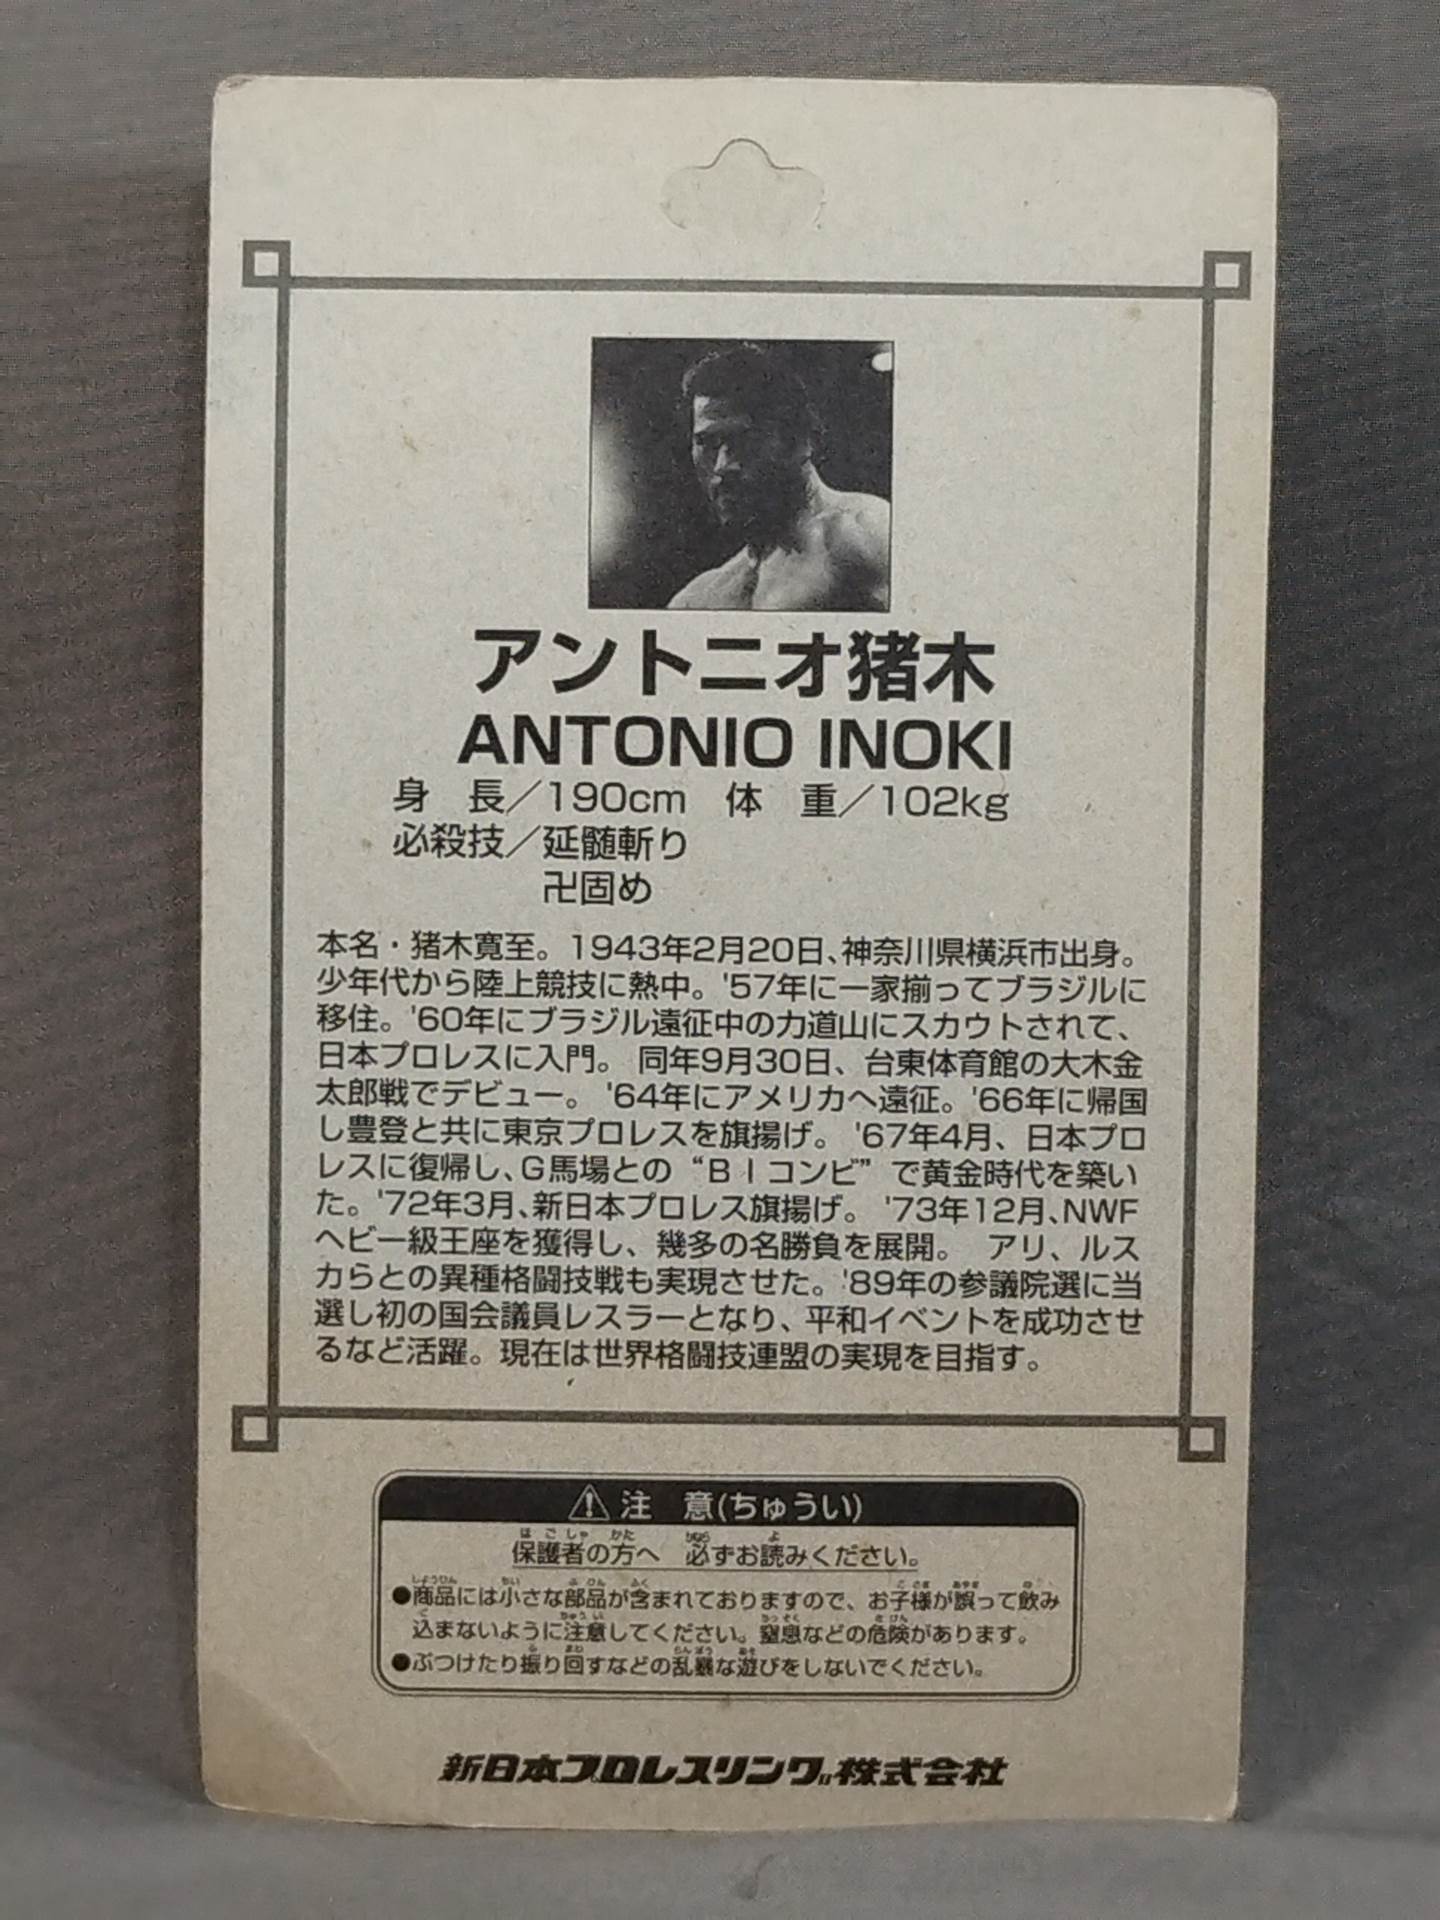 アントニオ猪木
ANTONIO INOKI
身　長／190cm　体　重／102kg
必殺技／延髄斬り
卍固め
本名・猪木寛至。1943年2月20日、神奈川県横浜市出身。
少年代から陸上競技に熱中。'57年に一家揃ってブラジルに
移住。'60年にブラジル遠征中の力道山にスカウトされて、
日本プロレスに入門。同年9月30日、台東体育館の大木金
太郎戦でデビュー。'64年にアメリカへ遠征。'66年に帰国
し豊登と共に東京プロレスを旗揚げ。'67年4月、日本プロ
レスに復帰し、G馬場との“BIコンビ”で黄金時代を築い
た。'72年3月、新日本プロレス旗揚げ。'73年12月、NWF
ヘビー級王座を獲得し、幾多の名勝負を展開。　アリ、ルス
カらとの異種格闘技戦も実現させた。'89年の参議院選に当
選し初の国会議員レスラーとなり、平和イベントを成功させ
るなど活躍。現在は世界格闘技連盟の実現を目指す。
⚠注　意(ちゅうい)
保護者の方へ　必ずお読みください。
●商品には小さな部品が含まれておりますので、お子様が誤って飲み
込まないように注意してください。窒息などの危険があります。
●ぶつけたり振り回すなどの乱暴な遊びをしないでください。
新日本プロレスリング株式会社